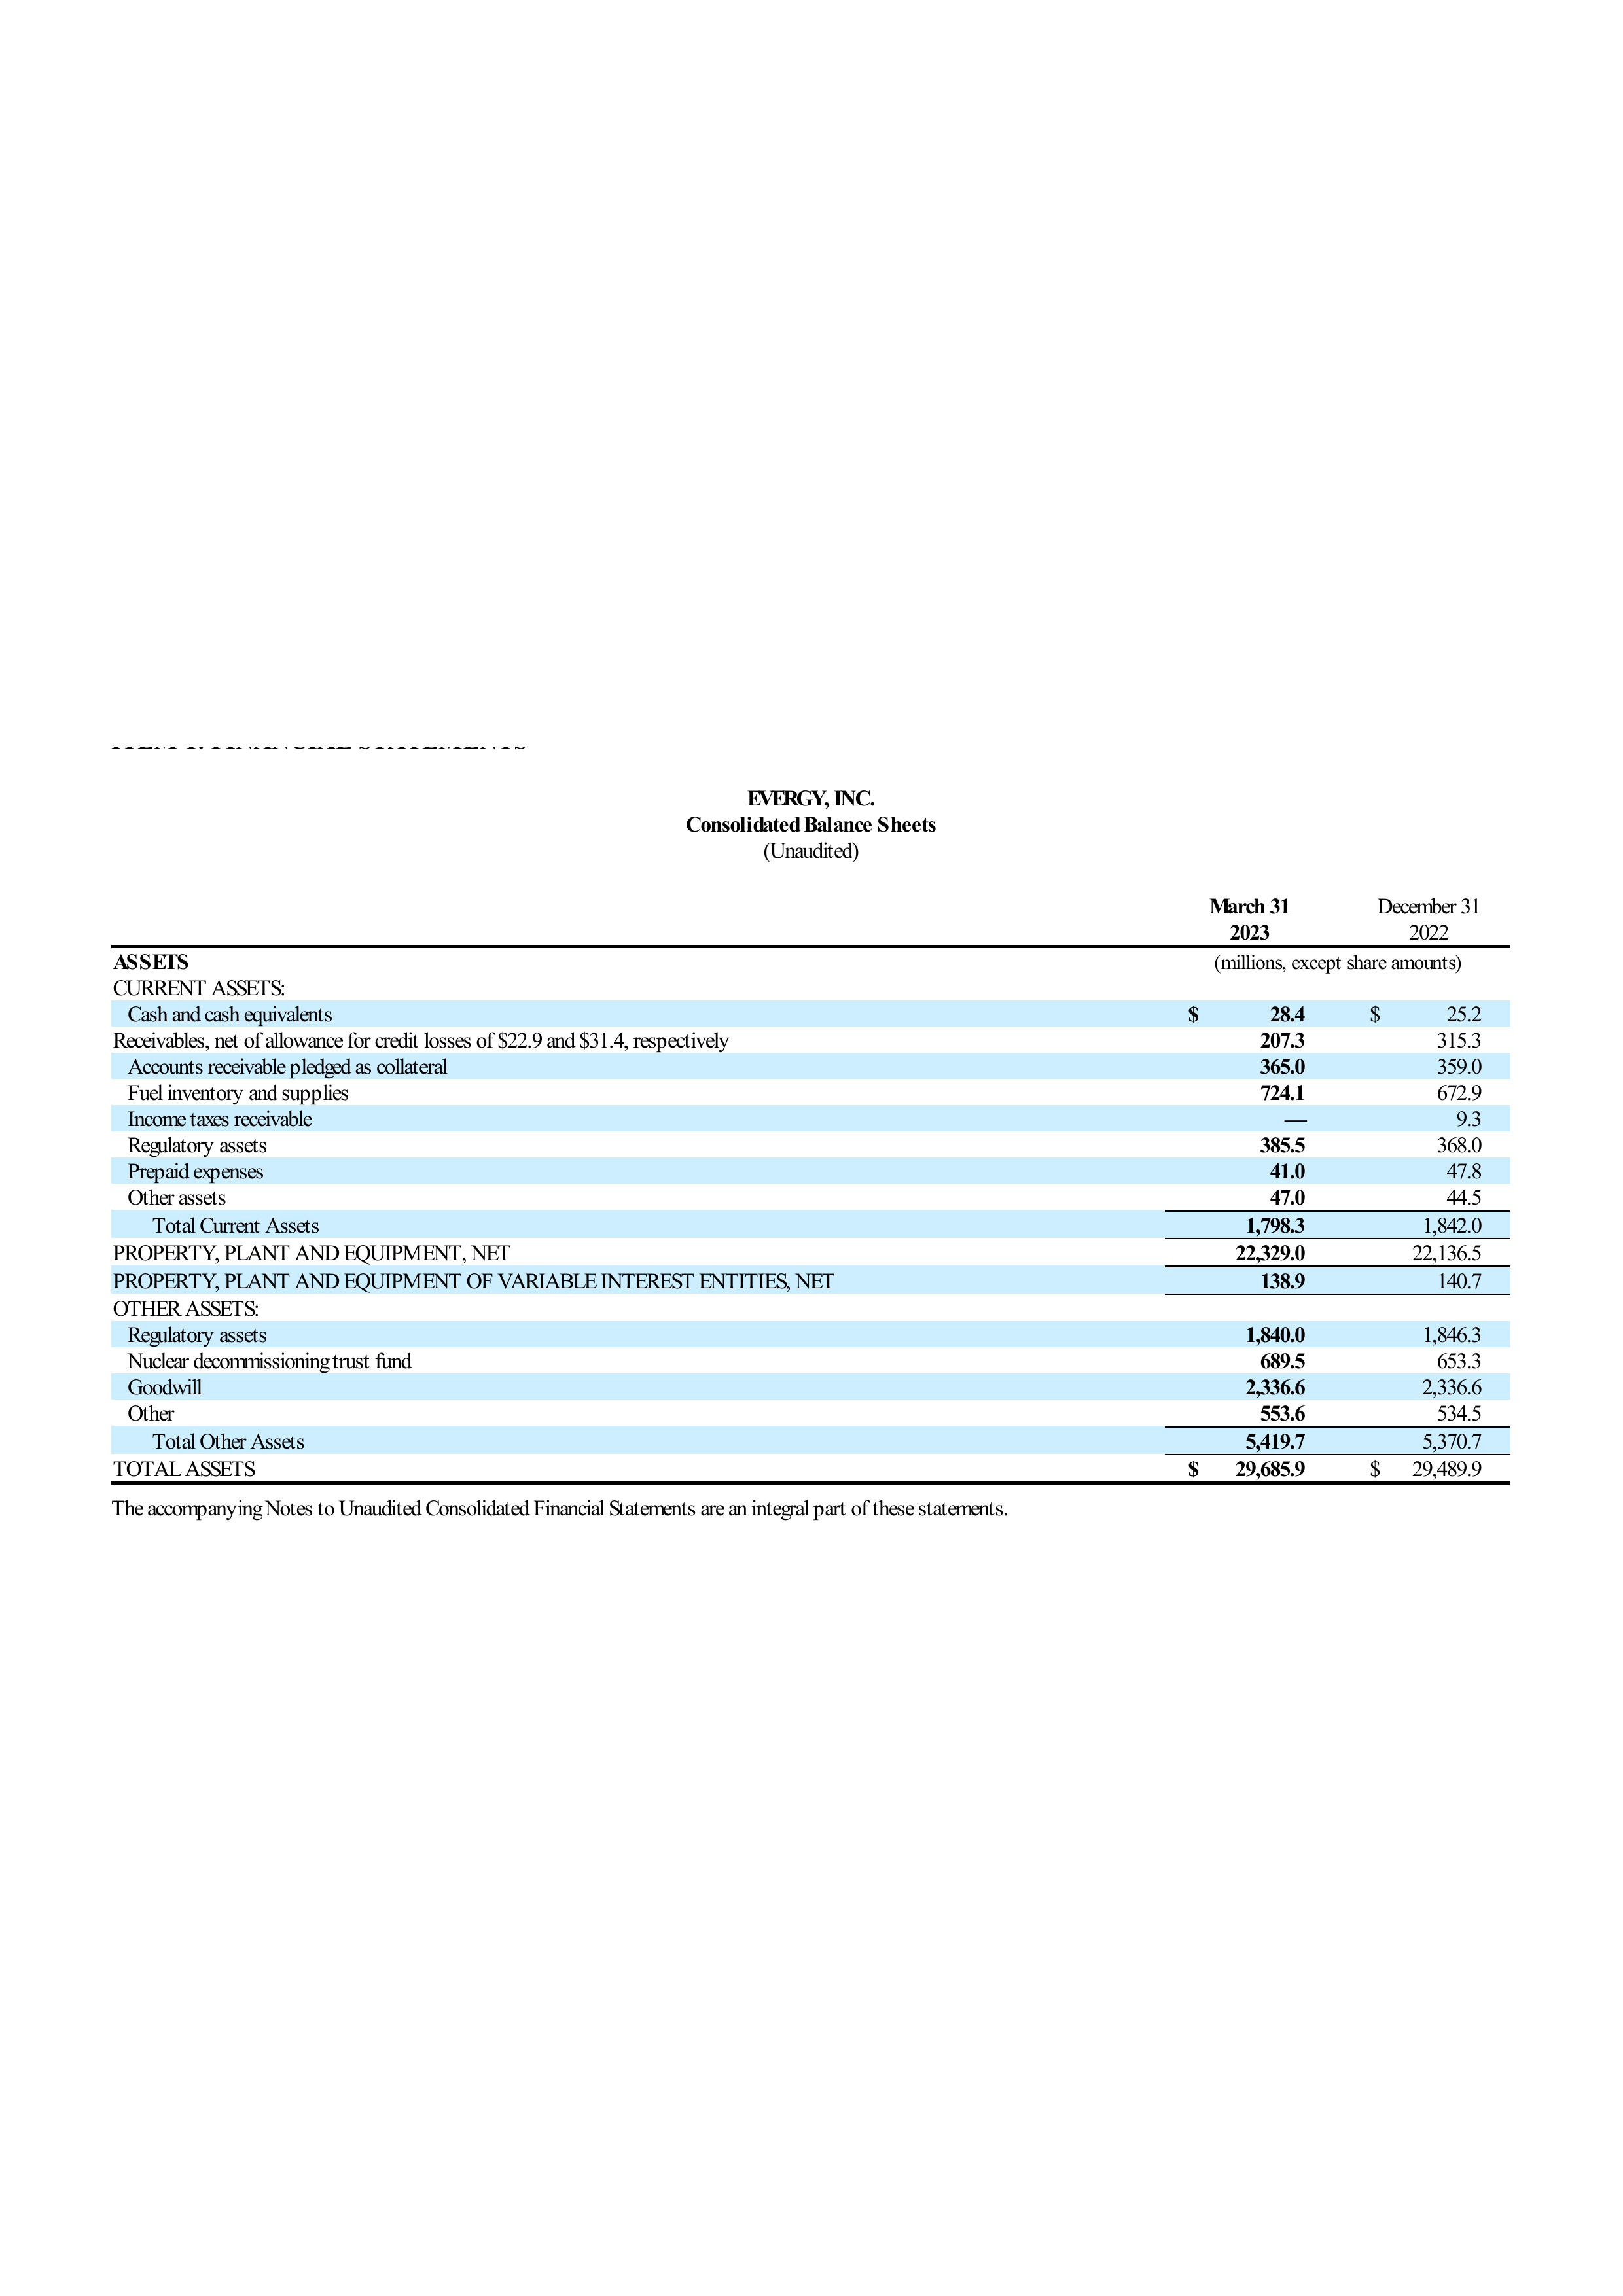 EVERGY, INC.
Consolidated Balance Sheets
(Unaudited)
March 31 December 31
2023 2022
ASSETS (millions, except share amounts)
CURRENT ASSETS:
Cash and cash equivalents $ 28.4 $ 25.2
Receivables, net of allowance for credit losses of $22.9 and $31.4, respectively 207.3 315.3
Accounts receivable pledged as collateral 365.0 359.0
Fuel inventory and supplies 724.1 672.9
Income taxes receivable — 9.3
Regulatory assets 385.5 368.0
Prepaid expenses 41.0 47.8
Other assets 47.0 44.5
Total Current Assets 1,798.3 1,842.0
PROPERTY, PLANT AND EQUIPMENT, NET 22,329.0 22,136.5
PROPERTY, PLANT AND EQUIPMENT OF VARIABLE INTEREST ENTITIES, NET 138.9 140.7
OTHER ASSETS:
Regulatory assets 1,840.0 1,846.3
Nuclear decommissioning trust fund 689.5 653.3
Goodwill 2,336.6 2,336.6
Other 553.6 534.5
Total Other Assets 5,419.7 5,370.7
TOTAL ASSETS $ 29,685.9 $ 29,489.9
The accompanying Notes to Unaudited Consolidated Financial Statements are an integral part of these statements.